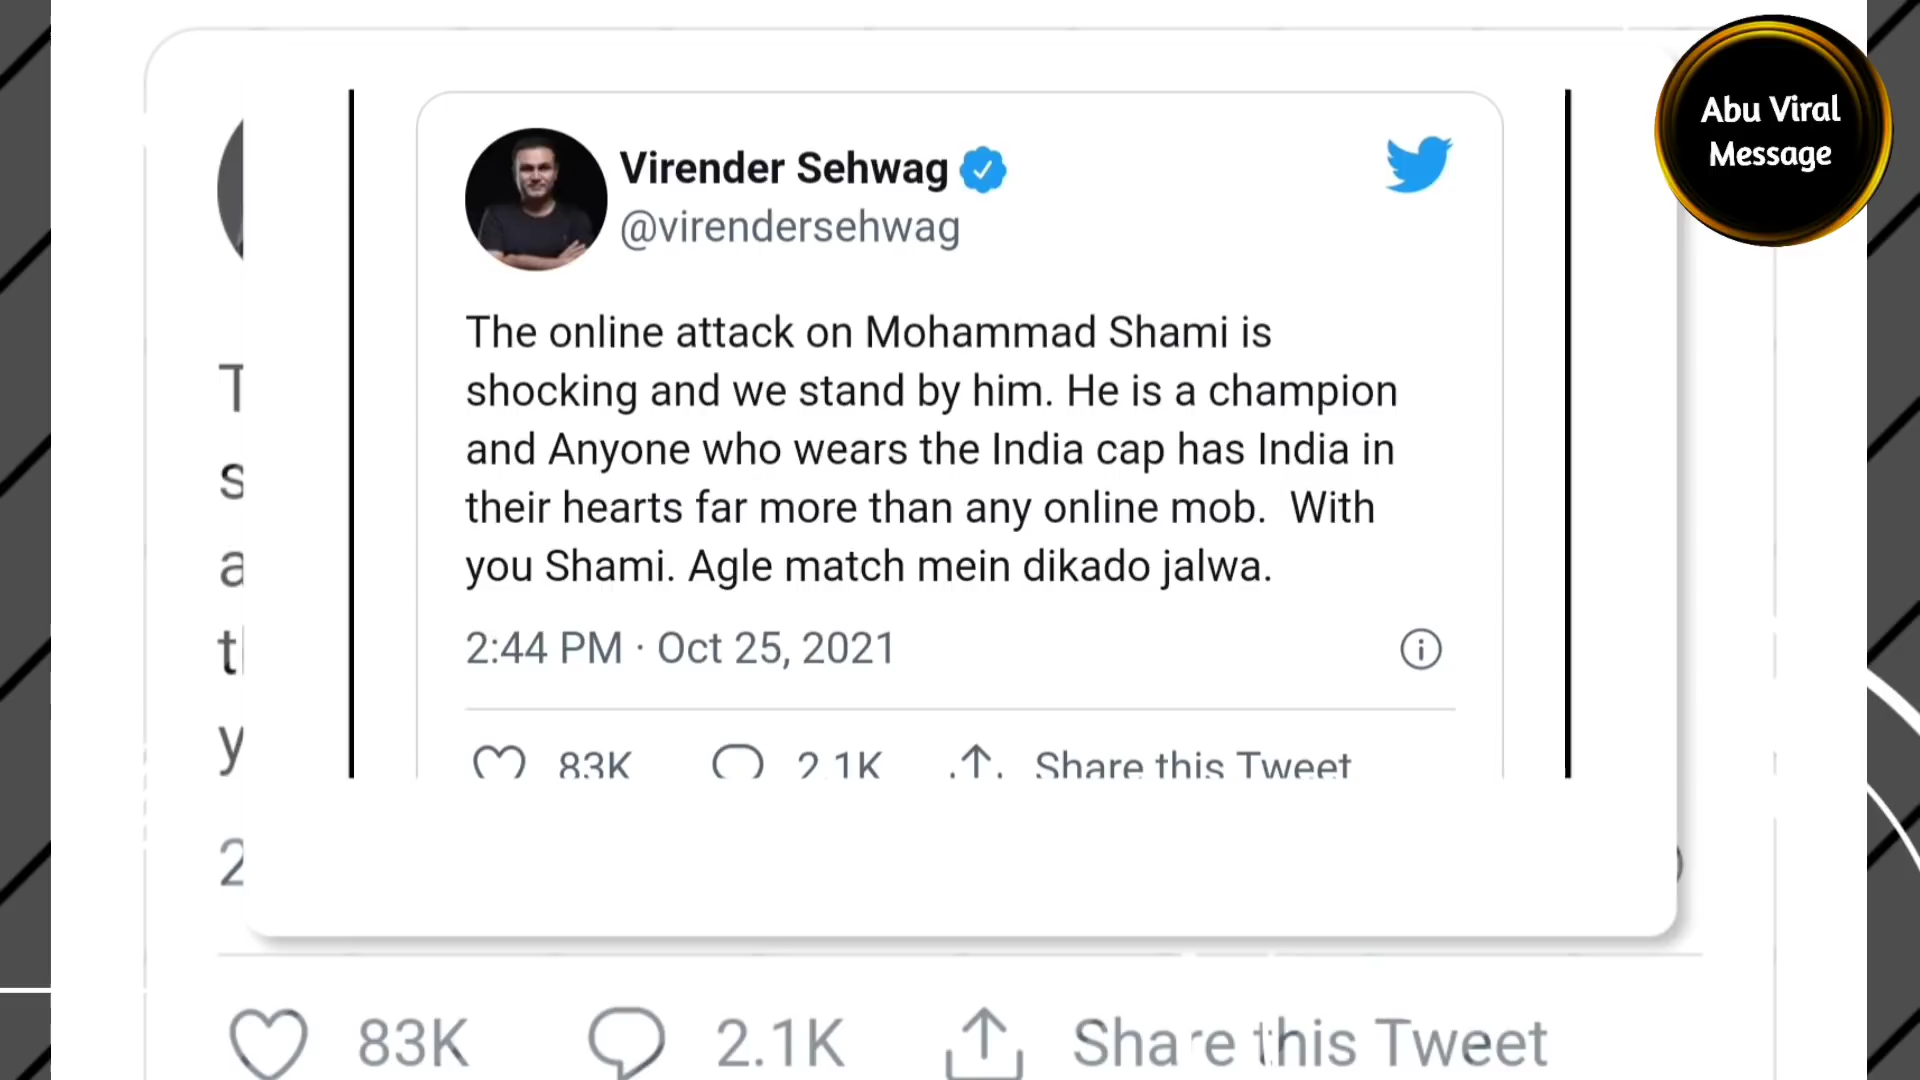 Abu Viral
Message
Virender Sehwag
@virendersehwag
The online attack on Mohammad Shami is
shocking and we stand by him. He is a champion
and Anyone who wears the India cap has India in
their hearts far more than any online mob.  With
you Shami. Agle match mein dikado jalwa.
2:44 PM · Oct 25, 2021
83K 2.1K Share this Tweet
83K 2.1K Share this Tweet